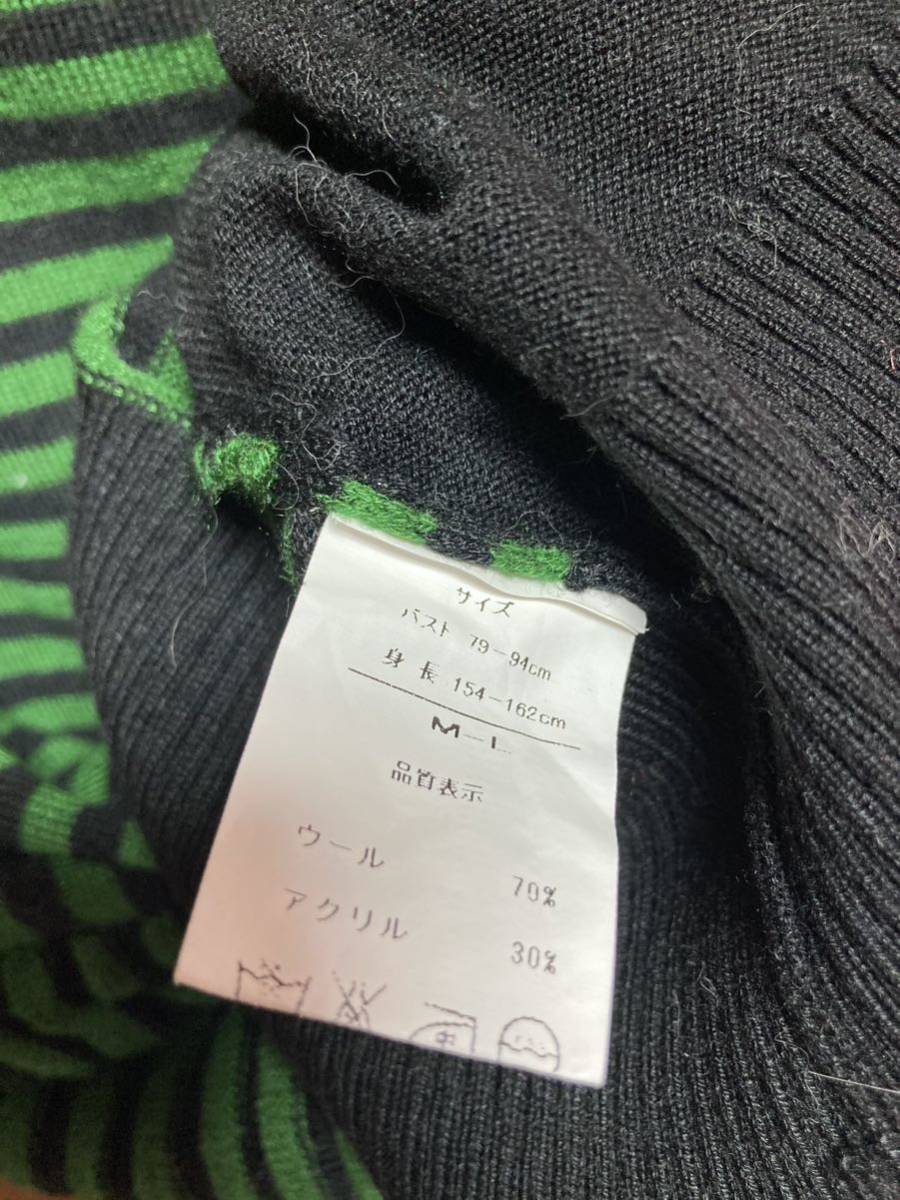 サイズ
バスト 79-94cm
身長 154-162cm
M-L
品質表示
ウール 70%
アクリル 30%
中